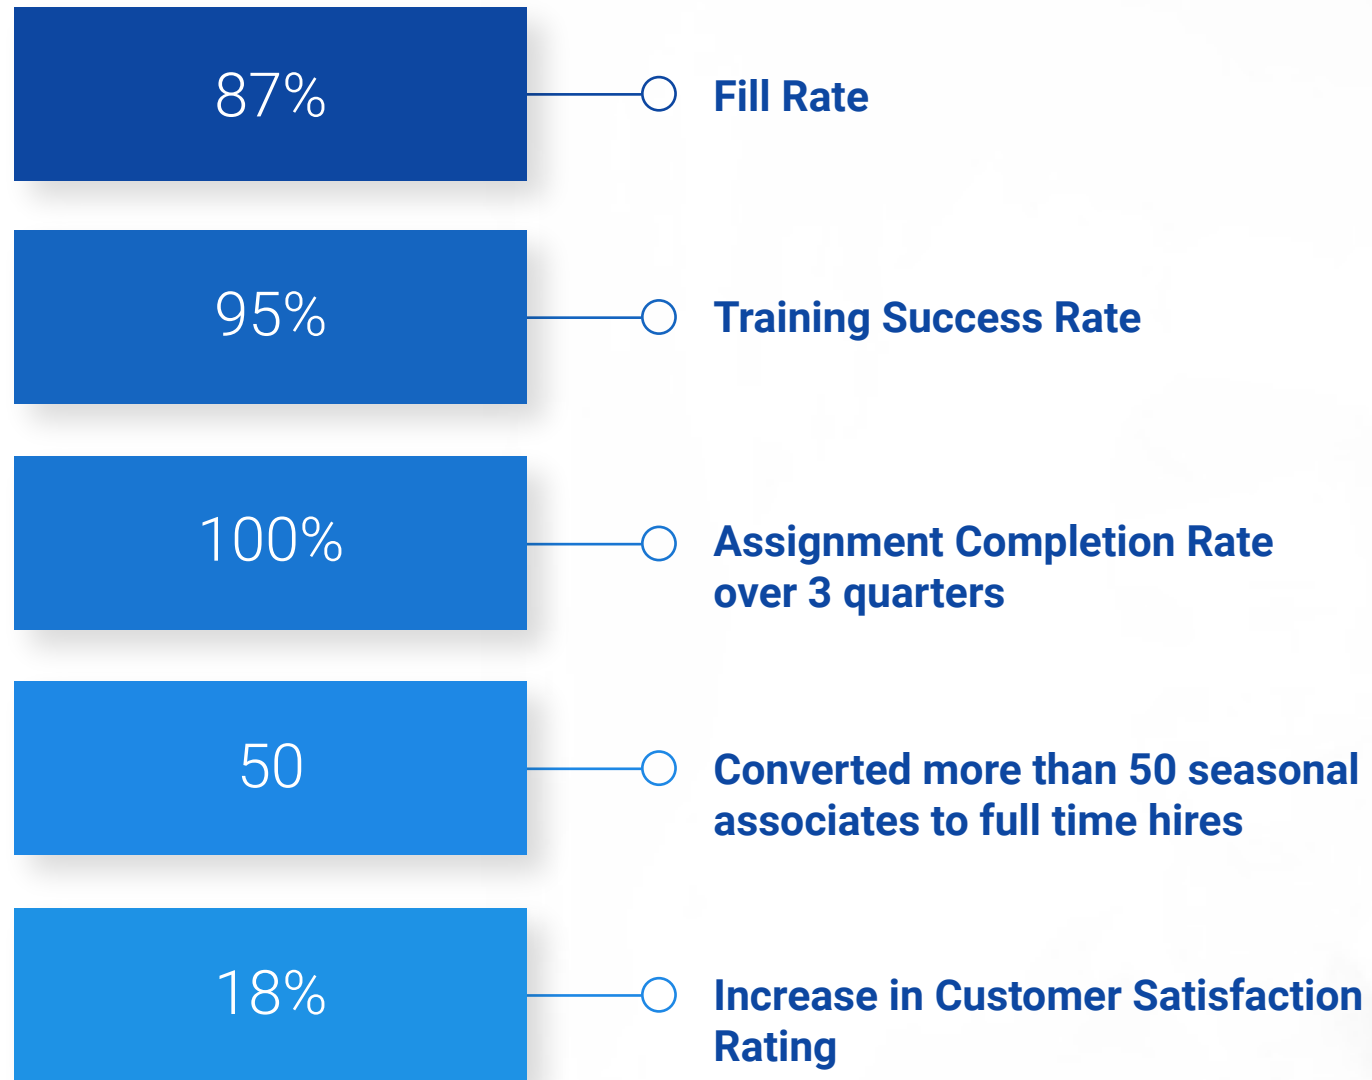 87%
Fill Rate
95%
Training Success Rate
100%
Assignment Completion Rate
over 3 quarters
50
Converted more than 50 seasonal
associates to full time hires
18%
Increase in Customer Satisfaction
Rating